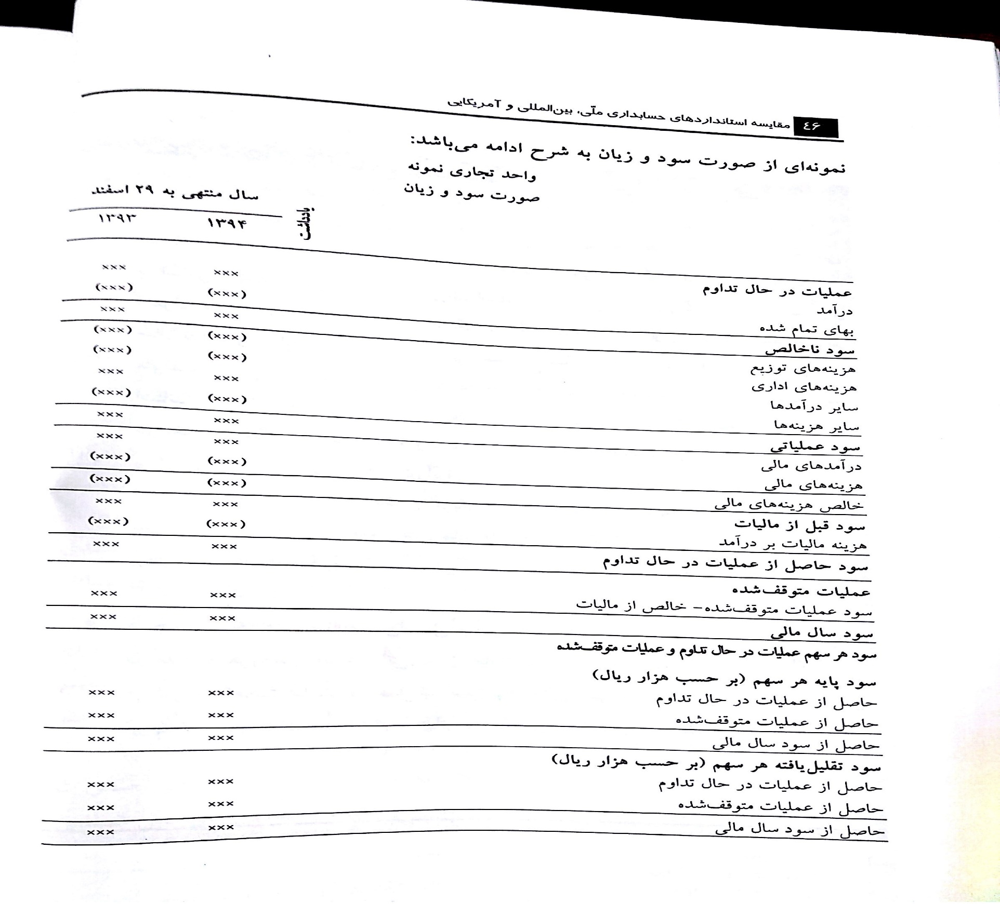 ۴۶ مقایسه استانداردهای حسابداری ملّی، بین‌المللی و آمریکایی
نمونه‌ای از صورت سود و زیان به شرح ادامه می‌باشد:
واحد تجاری نمونه
صورت سود و زیان
یادداشت سال منتهی به ۲۹ اسفند
۱۳۹۴ ۱۳۹۳
عملیات در حال تداوم
درآمد ××× ×××
بهای تمام شده (×××) (×××)
سود ناخالص ××× ×××
هزینه‌های توزیع (×××) (×××)
هزینه‌های اداری (×××) (×××)
سایر درآمدها ××× ×××
سایر هزینه‌ها (×××) (×××)
سود عملیاتی ××× ×××
درآمدهای مالی ××× ×××
هزینه‌های مالی (×××) (×××)
خالص هزینه‌های مالی (×××) (×××)
سود قبل از مالیات ××× ×××
هزینه مالیات بر درآمد (×××) (×××)
سود حاصل از عملیات در حال تداوم ××× ×××
عملیات متوقف‌شده
سود عملیات متوقف‌شده– خالص از مالیات ××× ×××
سود سال مالی ××× ×××
سود هر سهم عملیات در حال تداوم و عملیات متوقف‌شده
سود پایه هر سهم (بر حسب هزار ریال)
حاصل از عملیات در حال تداوم ××× ×××
حاصل از عملیات متوقف‌شده ××× ×××
حاصل از سود سال مالی ××× ×××
سود تقلیل‌یافته هر سهم (بر حسب هزار ریال)
حاصل از عملیات در حال تداوم ××× ×××
حاصل از عملیات متوقف‌شده ××× ×××
حاصل از سود سال مالی ××× ×××